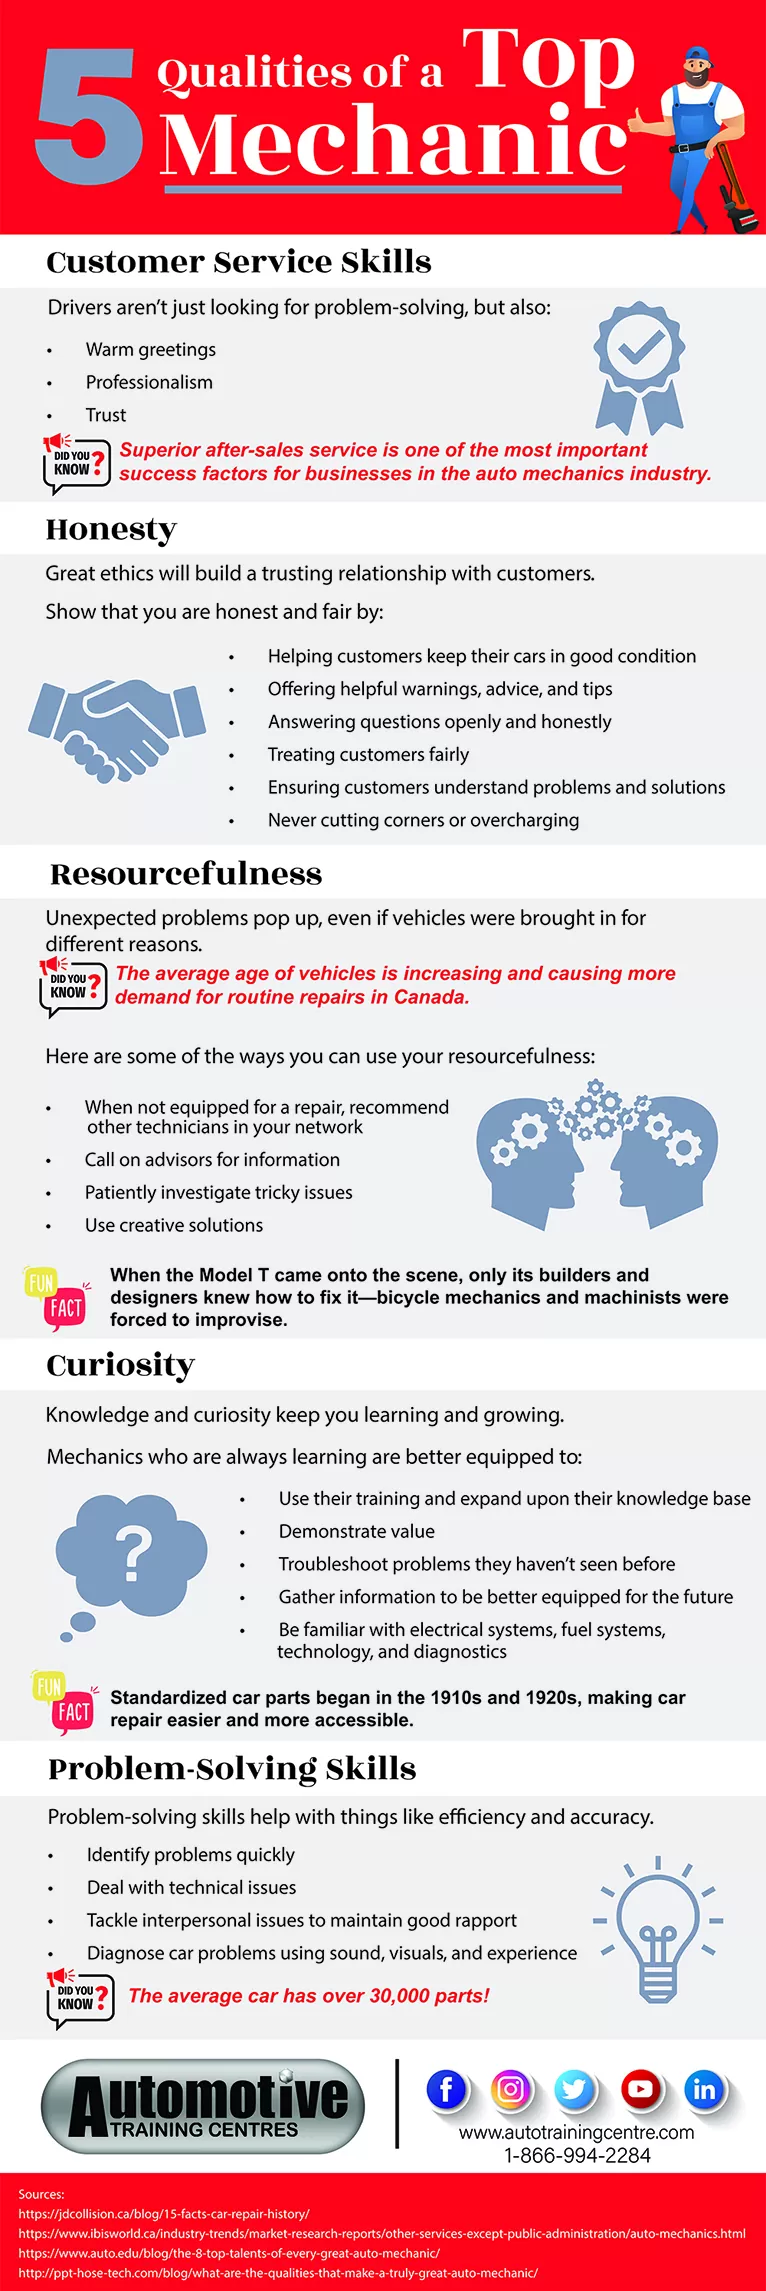 5 Qualities of a Top
Mechanic
Customer Service Skills
Drivers aren't just looking for problem-solving, but also:
• Warm greetings
• Professionalism
• Trust
DID YOU
KNOW ?
Superior after-sales service is one of the most important
success factors for businesses in the auto mechanics industry.
Honesty
Great ethics will build a trusting relationship with customers.
Show that you are honest and fair by:
• Helping customers keep their cars in good condition
• Offering helpful warnings, advice, and tips
• Answering questions openly and honestly
• Treating customers fairly
• Ensuring customers understand problems and solutions
• Never cutting corners or overcharging
Resourcefulness
Unexpected problems pop up, even if vehicles were brought in for
different reasons.
DID YOU
KNOW ?
The average age of vehicles is increasing and causing more
demand for routine repairs in Canada.
Here are some of the ways you can use your resourcefulness:
• When not equipped for a repair, recommend
other technicians in your network
• Call on advisors for information
• Patiently investigate tricky issues
• Use creative solutions
FUN
FACT
When the Model T came onto the scene, only its builders and
designers knew how to fix it—bicycle mechanics and machinists were
forced to improvise.
Curiosity
Knowledge and curiosity keep you learning and growing.
Mechanics who are always learning are better equipped to:
?
• Use their training and expand upon their knowledge base
• Demonstrate value
• Troubleshoot problems they haven't seen before
• Gather information to be better equipped for the future
• Be familiar with electrical systems, fuel systems,
technology, and diagnostics
FUN
FACT
Standardized car parts began in the 1910s and 1920s, making car
repair easier and more accessible.
Problem-Solving Skills
Problem-solving skills help with things like efficiency and accuracy.
• Identify problems quickly
• Deal with technical issues
• Tackle interpersonal issues to maintain good rapport
• Diagnose car problems using sound, visuals, and experience
DID YOU
KNOW ?
The average car has over 30,000 parts!
Automotive
TRAINING CENTRES
www.autotrainingcentre.com
1-866-994-2284
Sources:
https://jdcollision.ca/blog/15-facts-car-repair-history/
https://www.ibisworld.ca/industry-trends/market-research-reports/other-services-except-public-administration/auto-mechanics.html
https://www.auto.edu/blog/the-8-top-talents-of-every-great-auto-mechanic/
http://ppt-hose-tech.com/blog/what-are-the-qualities-that-make-a-truly-great-auto-mechanic/